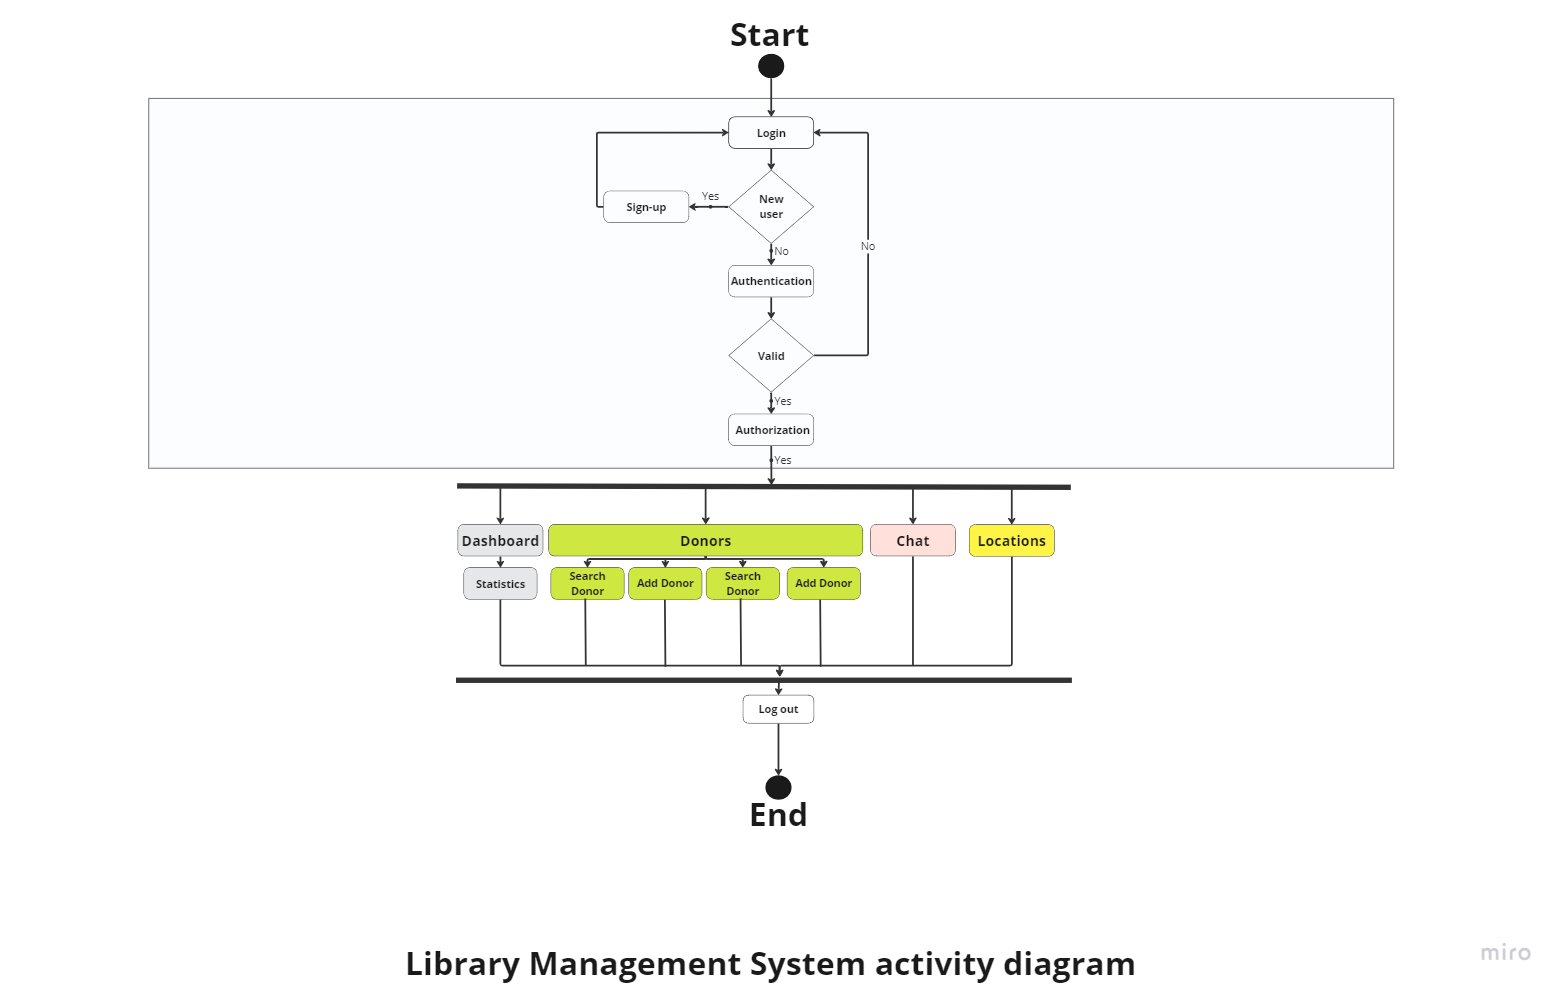 Start
Login
New
user
Yes
Sign-up
No
No
Authentication
Valid
Yes
Authorization
Yes
Dashboard
Donors
Chat
Locations
Statistics
Search
Donor
Add Donor
Search
Donor
Add Donor
Log out
End
Library Management System activity diagram
miro